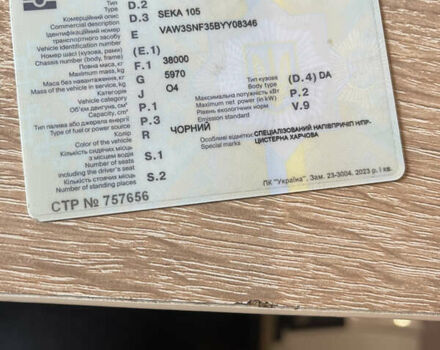 Тип D.2
Type
Комерційний опис D.3 SEKA 105
Commercial description
Ідентифікаційний номер
транспортного засобу E VAW3SNF35BYY08346
Vehicle identification number
Номер шасі (кузова, рами) (E.1)
Chassis number (body, frame)
Повна маса, кг F.1 38000
Maximum mass, kg
Маса без навантаження, кг G 5970
Mass of the vehicle in service, kg
Категорія J O4 Тип кузова (D.4) DA
Vehicle category Body type
Об'єм двигуна, см³ P.1 Максимальна потужність кВт P.2
Capacity, cm³ Maximum net power (in kW)
Тип палива або джерела енергії P.3 Рівень екологічних норм V.9
Type of fuel or power source Emission standard
Колір R ЧОРНИЙ
Color of the vehicle Особливі відмітки СПЕЦІАЛІЗОВАНИЙ НАПІВПРИЧІП Н/ПР-
Кількість сидячих місць Special marks ЦИСТЕРНА ХАРЧОВА
з місцем водія S.1
Number of seats
including the driver's seat
Кількість стоячих місць S.2
Number of standing places
СТР № 757656
ПК "Україна". Зам. 23-3004. 2023 р. І кв.